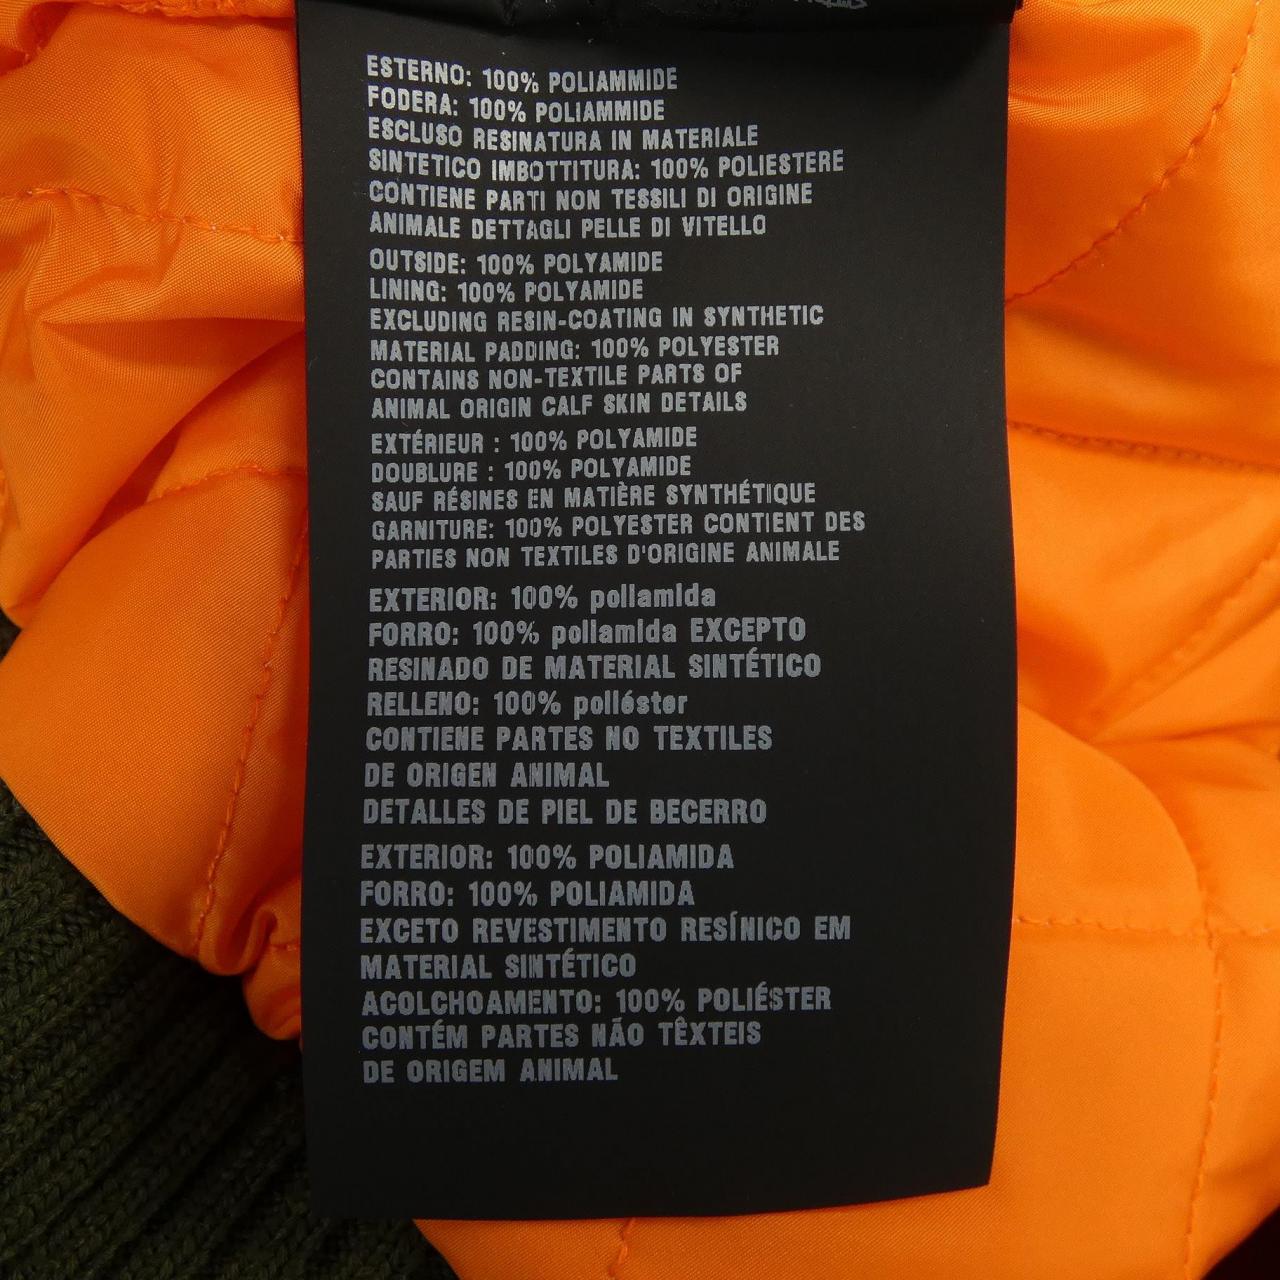 ESTERNO: 100% POLIAMMIDE
FODERA: 100% POLIAMMIDE
ESCLUSO RESINATURA IN MATERIALE
SINTETICO IMBOTTITURA: 100% POLIESTERE
CONTIENE PARTI NON TESSILI DI ORIGINE
ANIMALE DETTAGLI PELLE DI VITELLO
OUTSIDE: 100% POLYAMIDE
LINING: 100% POLYAMIDE
EXCLUDING RESIN-COATING IN SYNTHETIC
MATERIAL PADDING: 100% POLYESTER
CONTAINS NON-TEXTILE PARTS OF
ANIMAL ORIGIN CALF SKIN DETAILS
EXTÉRIEUR : 100% POLYAMIDE
DOUBLURE : 100% POLYAMIDE
SAUF RÉSINES EN MATIÈRE SYNTHÉTIQUE
GARNITURE: 100% POLYESTER CONTIENT DES
PARTIES NON TEXTILES D'ORIGINE ANIMALE
EXTERIOR: 100% poliamida
FORRO: 100% poliamida EXCEPTO
RESINADO DE MATERIAL SINTÉTICO
RELLENO: 100% poliéster
CONTIENE PARTES NO TEXTILES
DE ORIGEN ANIMAL
DETALLES DE PIEL DE BECERRO
EXTERIOR: 100% POLIAMIDA
FORRO: 100% POLIAMIDA
EXCETO REVESTIMENTO RESÍNICO EM
MATERIAL SINTÉTICO
ACOLCHOAMENTO: 100% POLIÉSTER
CONTÉM PARTES NÃO TÊXTEIS
DE ORIGEM ANIMAL